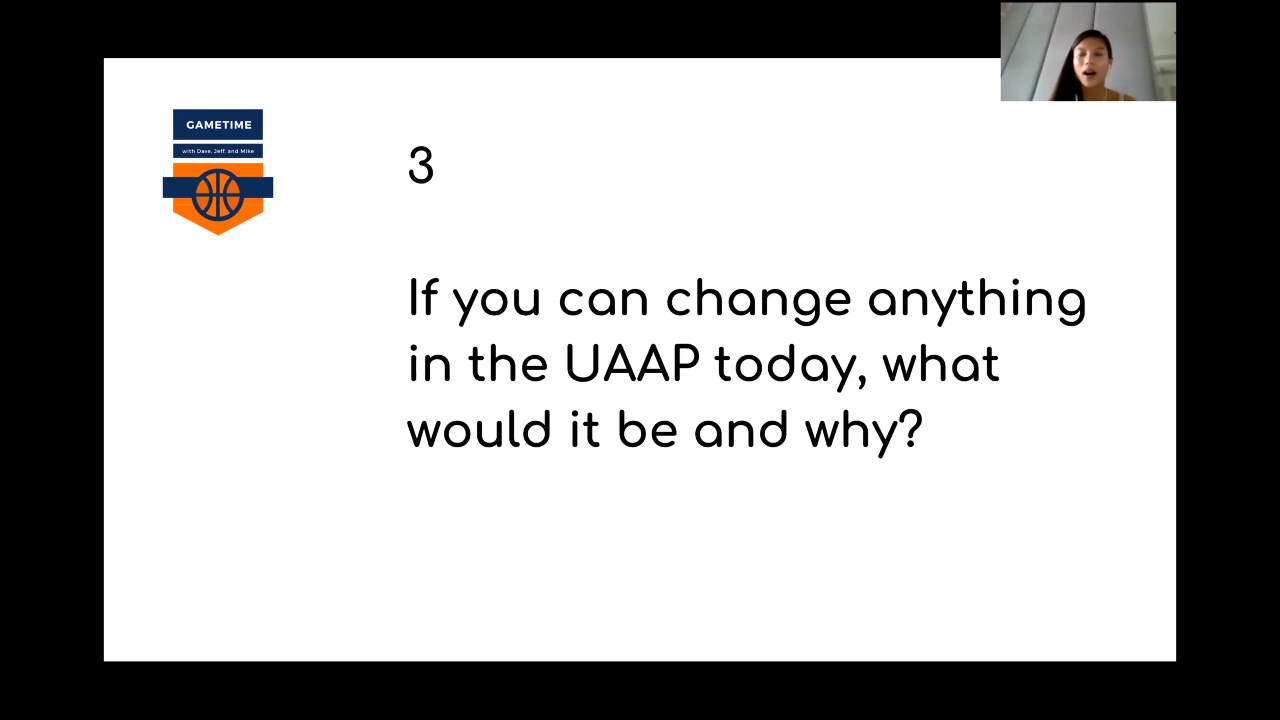 GAMETIME
with Dave, Jeff, and Mike
3
If you can change anything
in the UAAP today, what
would it be and why?